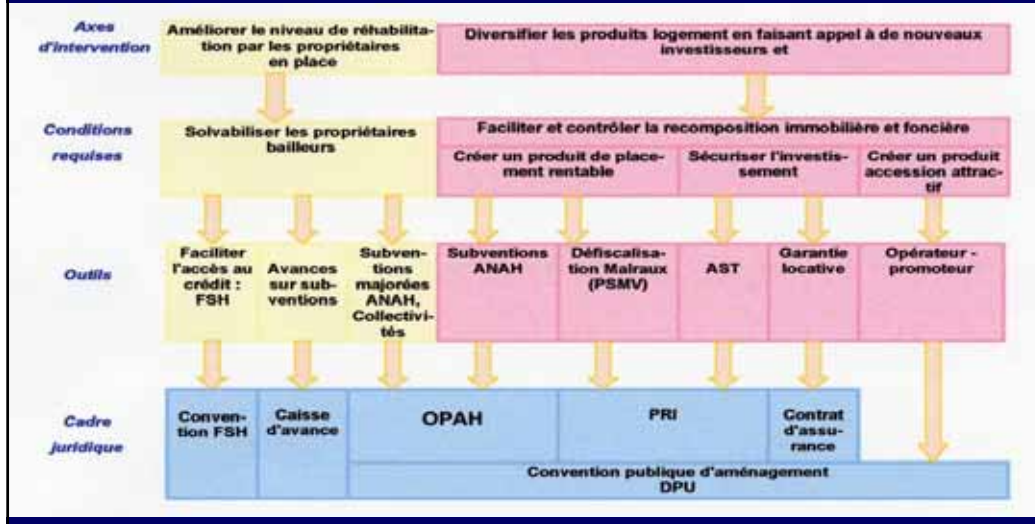 Axes
d'intervention
Améliorer le niveau de réhabilita-
tion par les propriétaires
en place
Diversifier les produits logement en faisant appel à de nouveaux
investisseurs et
Conditions
requises
Solvabiliser les propriétaires
bailleurs
Faciliter et contrôler la recomposition immobilière et foncière
Créer un produit de place-
ment rentable
Sécuriser l'investis-
sement
Créer un produit
accession attrac-
tif
Outils
Faciliter
l'accès au
crédit :
FSH
Avances
sur sub-
ventions
Subven-
tions
majorées
ANAH,
Collectivi-
tés
Subventions
ANAH
Défiscalisa-
tion Malraux
(PSMV)
AST
Garantie
locative
Opérateur -
promoteur
Cadre
juridique
Conven-
tion FSH
Caisse
d'avance
OPAH
PRI
Contrat
d'assu-
rance
Convention publique d'aménagement
DPU